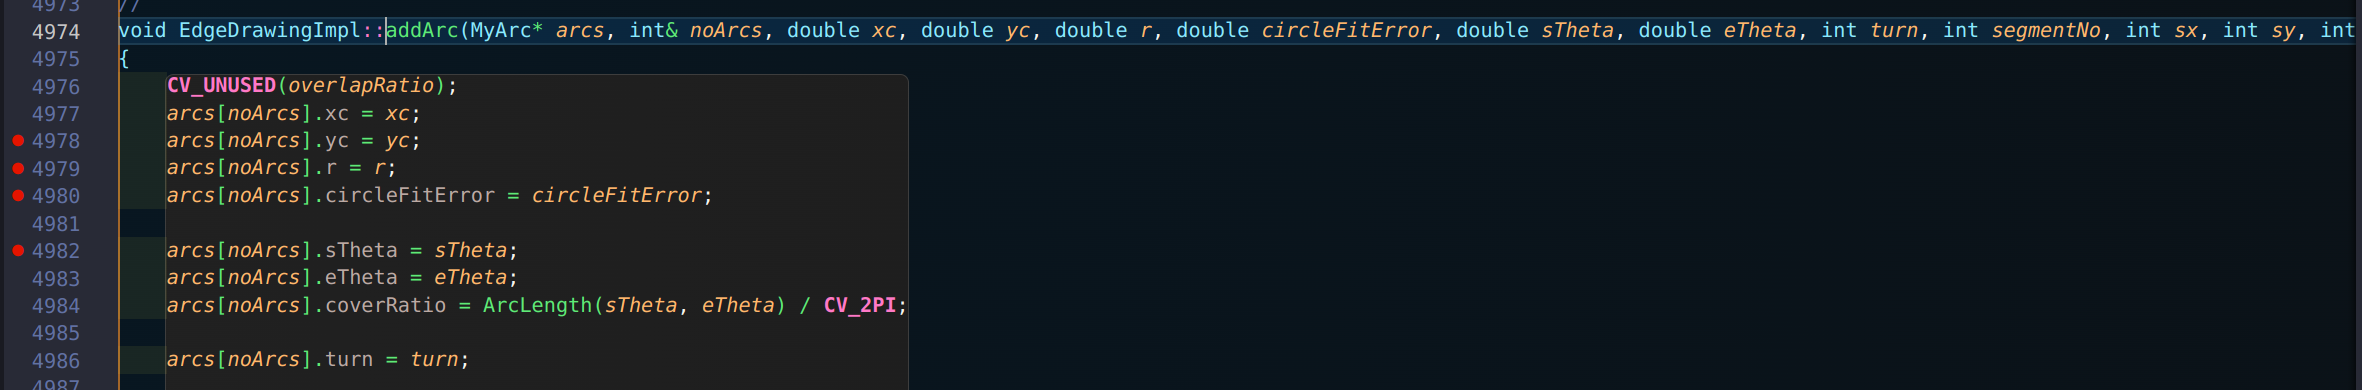 4973 //
4974 void EdgeDrawingImpl::addArc(MyArc* arcs, int& noArcs, double xc, double yc, double r, double circleFitError, double sTheta, double eTheta, int turn, int segmentNo, int sx, int sy, int
4975 {
4976 CV_UNUSED(overlapRatio);
4977 arcs[noArcs].xc = xc;
4978 arcs[noArcs].yc = yc;
4979 arcs[noArcs].r = r;
4980 arcs[noArcs].circleFitError = circleFitError;
4981
4982 arcs[noArcs].sTheta = sTheta;
4983 arcs[noArcs].eTheta = eTheta;
4984 arcs[noArcs].coverRatio = ArcLength(sTheta, eTheta) / CV_2PI;
4985
4986 arcs[noArcs].turn = turn;
4987